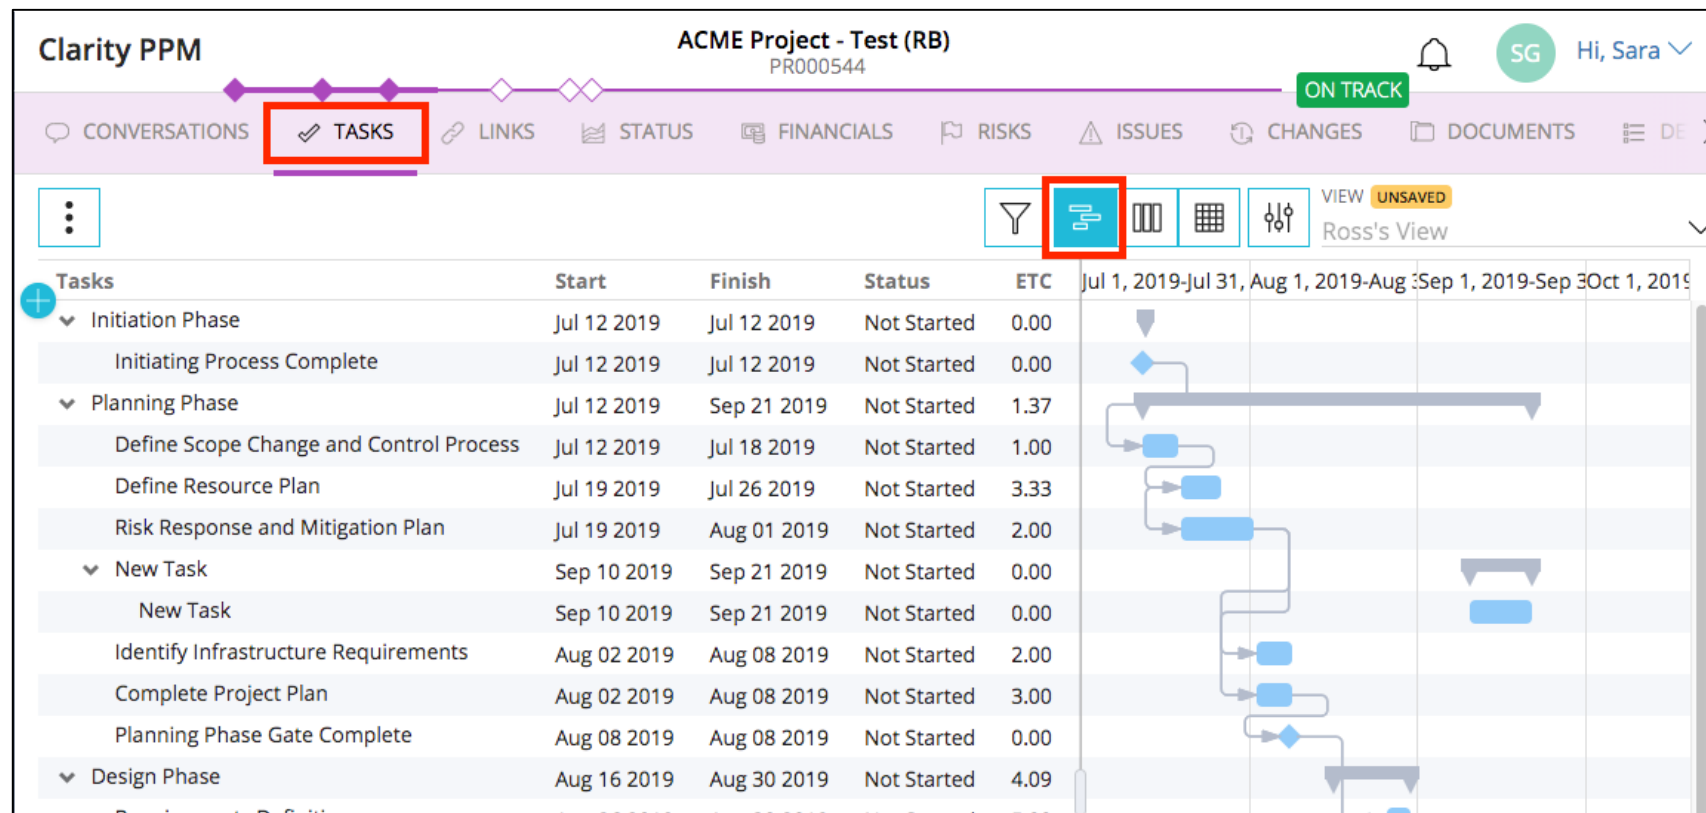 Clarity PPM
ACME Project - Test (RB)
PR000544
SG
Hi, Sara
ON TRACK
CONVERSATIONS TASKS LINKS STATUS FINANCIALS RISKS ISSUES CHANGES DOCUMENTS DE
VIEW UNSAVED
Ross's View
Tasks Start Finish Status ETC Jul 1, 2019-Jul 31, Aug 1, 2019-Aug 3 Sep 1, 2019-Sep 3 Oct 1, 2019
Initiation Phase Jul 12 2019 Jul 12 2019 Not Started 0.00
Initiating Process Complete Jul 12 2019 Jul 12 2019 Not Started 0.00
Planning Phase Jul 12 2019 Sep 21 2019 Not Started 1.37
Define Scope Change and Control Process Jul 12 2019 Jul 18 2019 Not Started 1.00
Define Resource Plan Jul 19 2019 Jul 26 2019 Not Started 3.33
Risk Response and Mitigation Plan Jul 19 2019 Aug 01 2019 Not Started 2.00
New Task Sep 10 2019 Sep 21 2019 Not Started 0.00
New Task Sep 10 2019 Sep 21 2019 Not Started 0.00
Identify Infrastructure Requirements Aug 02 2019 Aug 08 2019 Not Started 2.00
Complete Project Plan Aug 02 2019 Aug 08 2019 Not Started 3.00
Planning Phase Gate Complete Aug 08 2019 Aug 08 2019 Not Started 0.00
Design Phase Aug 16 2019 Aug 30 2019 Not Started 4.09